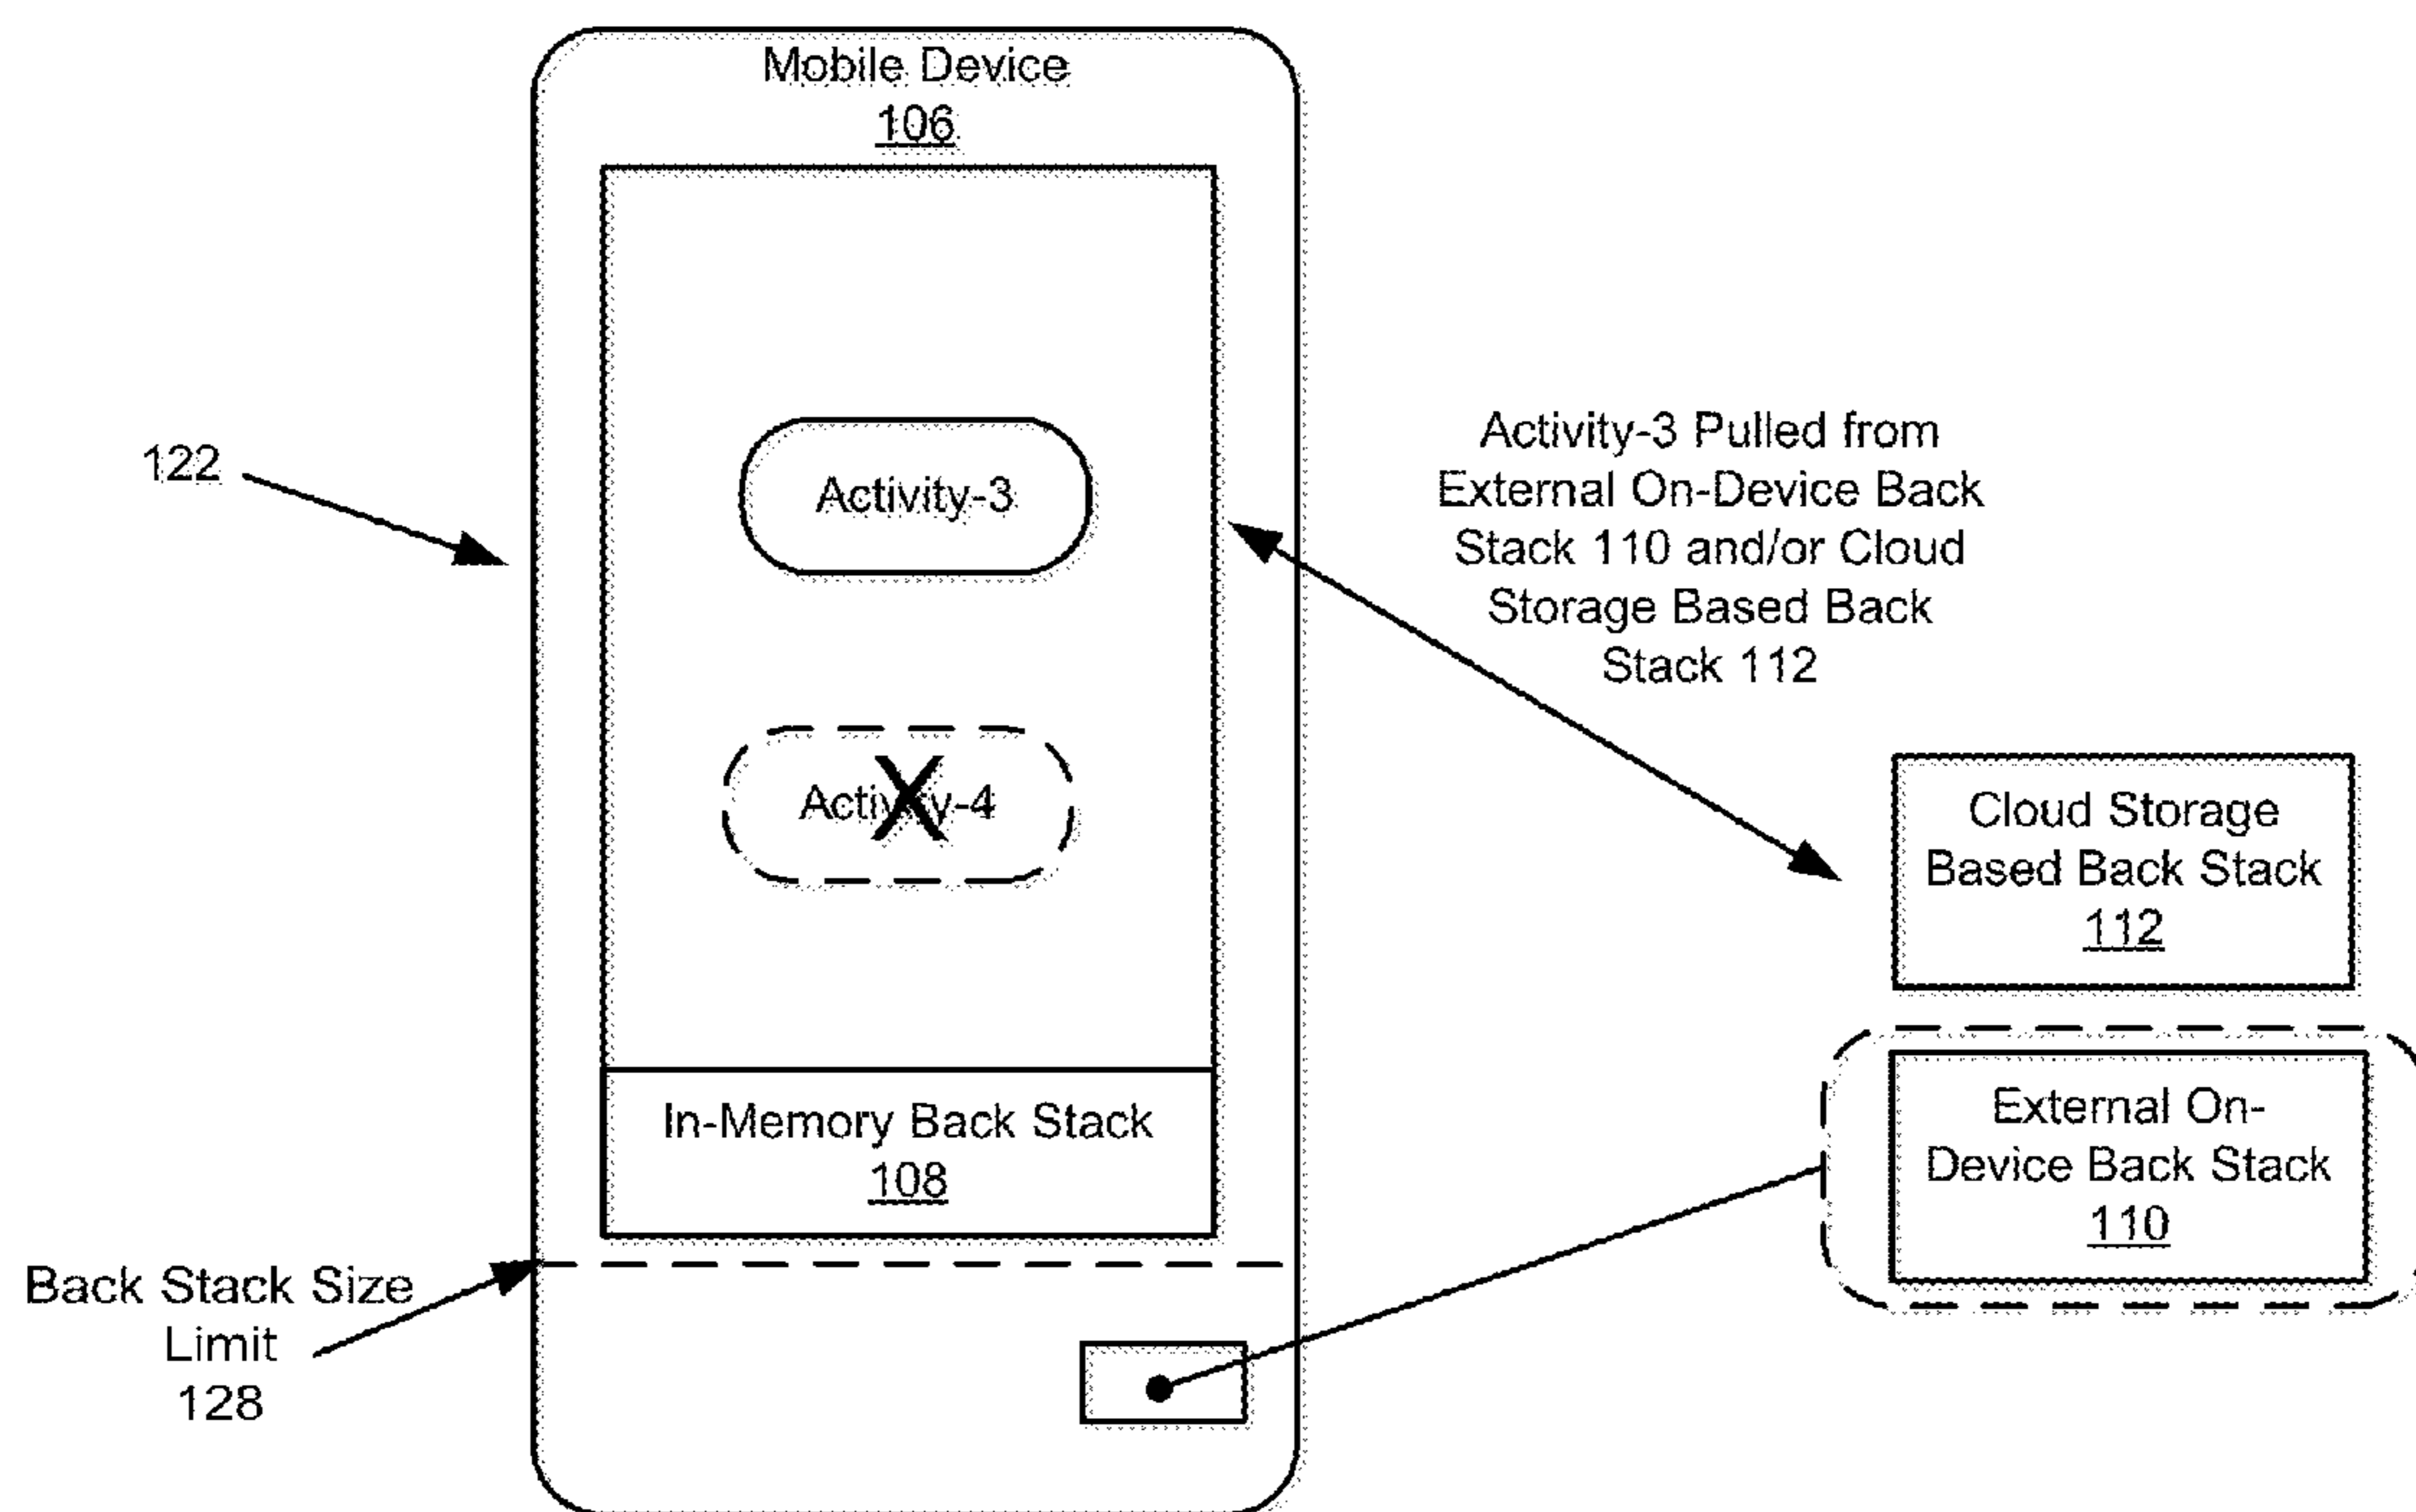 Mobile Device
106
122
Activity-3
Activity-3 Pulled from
External On-Device Back
Stack 110 and/or Cloud
Storage Based Back
Stack 112
Activity-4
X
Cloud Storage
Based Back Stack
112
In-Memory Back Stack
108
External On-
Device Back Stack
110
Back Stack Size
Limit
128